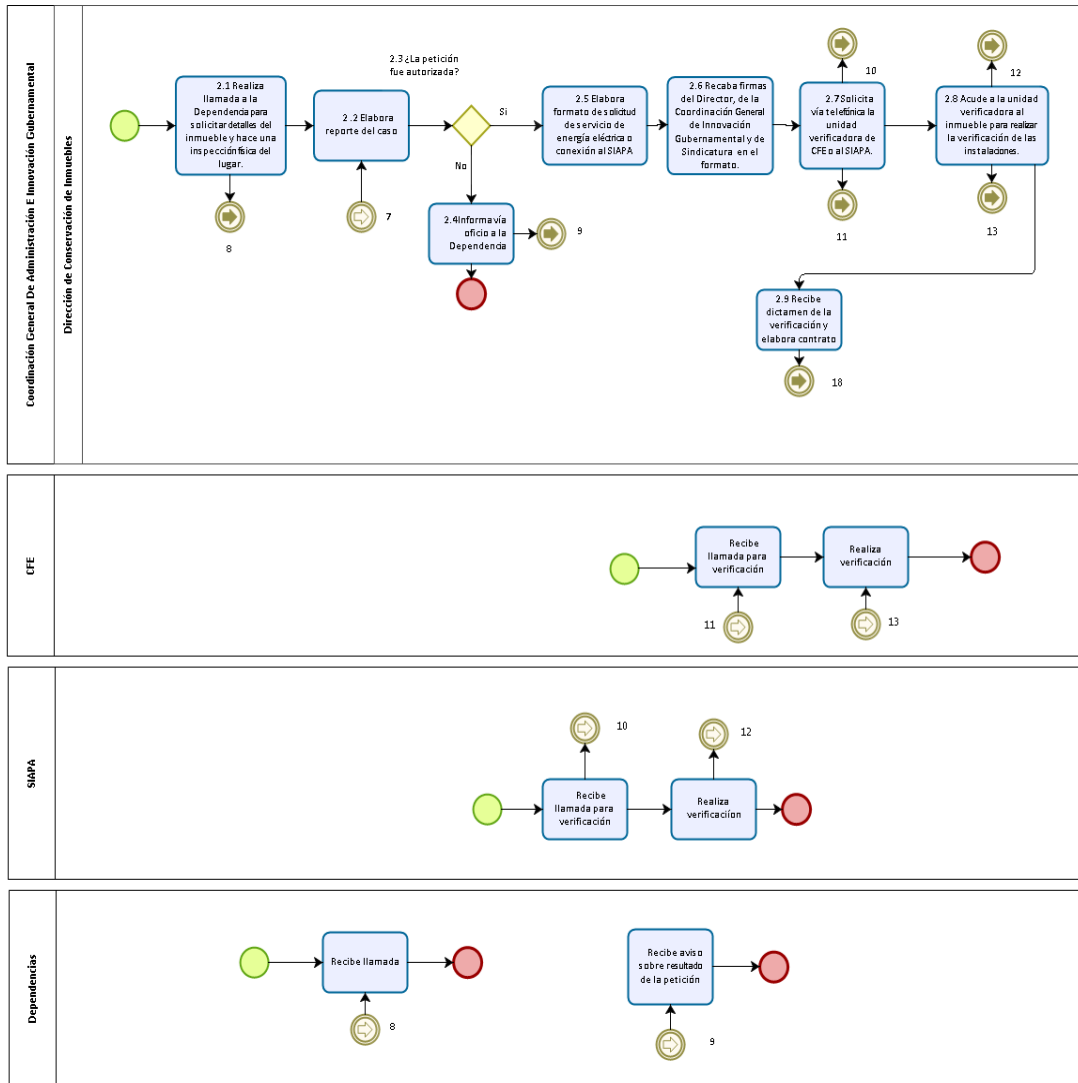 Coordinación General De Administración E Innovación Gubernamental
Dirección de Conservación de Inmuebles
2.1 Realiza
llamada a la
Dependencia para
solicitar detalles del
inmueble y hace una
inspección física del
lugar.
8
2.2 Elabora
reporte del caso
7
2.3 ¿La petición
fue autorizada?
Si
No
2.4 Informa vía
oficio a la
Dependencia
9
2.5 Elabora
formato de solicitud
de servicio de
energía eléctrica o
conexión al SIAPA
2.6 Recaba firmas
del Director, de la
Coordinación General
de Innovación
Gubernamental y de
Sindicatura en el
formato.
10
2.7 Solicita
vía telefónica la
unidad
verificadora de
CFE o al SIAPA.
11
12
2.8 Acude a la unidad
verificadora al
inmueble para realizar
la verificación de las
instalaciones.
13
2.9 Recibe
dictamen de la
verificación y
elabora contrato
18
CFE
Recibe
llamada para
verificación
11
Realiza
verificación
13
SIAPA
10
Recibe
llamada para
verificación
12
Realiza
verificaciíon
Dependencias
Recibe llamada
8
Recibe aviso
sobre resultado
de la petición
9